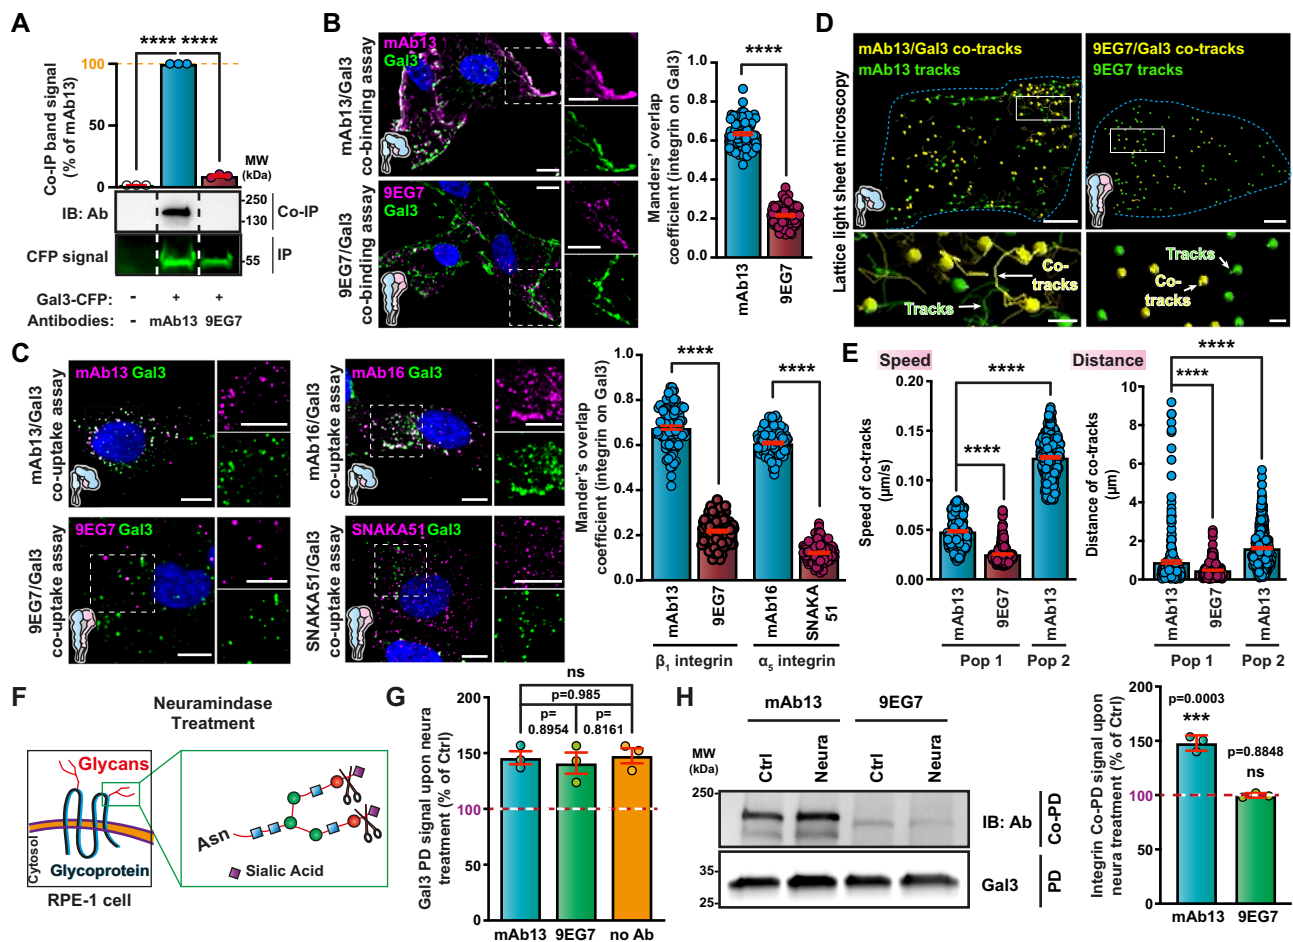 A
**** ****
Co-IP band signal
(% of mAb13)
100
50
0
MW
(kDa)
IB: Ab
250
130
Co-IP
CFP signal
55
IP
Gal3-CFP: - + +
Antibodies: - mAb13 9EG7
B
mAb13/Gal3
co-binding assay
mAb13
Gal3
9EG7/Gal3
co-binding assay
9EG7
Gal3
Mander's overlap
coefficient (integrin on Gal3)
****
1.0
0.8
0.6
0.4
0.2
0.0
mAb13
9EG7
D
Lattice light sheet microscopy
mAb13/Gal3 co-tracks
mAb13 tracks
9EG7/Gal3 co-tracks
9EG7 tracks
Co-
tracks
Tracks
Tracks
Co-
tracks
C
mAb13/Gal3
co-uptake assay
mAb13 Gal3
mAb16/Gal3
co-uptake assay
mAb16 Gal3
9EG7/Gal3
co-uptake assay
9EG7 Gal3
SNAKA51/Gal3
co-uptake assay
SNAKA51 Gal3
Mander's overlap
coefficient (integrin on Gal3)
1.0
0.8
0.6
0.4
0.2
0.0
**** ****
mAb13
9EG7
mAb16
SNAKA
51
β1 integrin
α5 integrin
E
Speed
Speed of co-tracks
(µm/s)
0.20
0.15
0.10
0.05
0.00
****
****
mAb13
9EG7
mAb13
Pop 1 Pop 2
Distance
Distance of co-tracks
(µm)
10
8
6
4
2
0
****
****
mAb13
9EG7
mAb13
Pop 1 Pop 2
F
Neuramindase
Treatment
Glycans
Cytosol
Glycoprotein
RPE-1 cell
Asn
Sialic Acid
G
Gal3 PD signal upon neura
treatment (% of Ctrl)
200
150
100
50
0
ns
p=0.985
p=
0.8954
p=
0.8161
mAb13 9EG7 no Ab
H
mAb13 9EG7
MW
(kDa)
Ctrl
Neura
Ctrl
Neura
250
IB: Ab
Co-PD
35
25
Gal3
PD
Integrin Co-PD signal upon
neura treatment (% of Ctrl)
200
150
100
50
0
p=0.0003
***
p=0.8848
ns
mAb13 9EG7